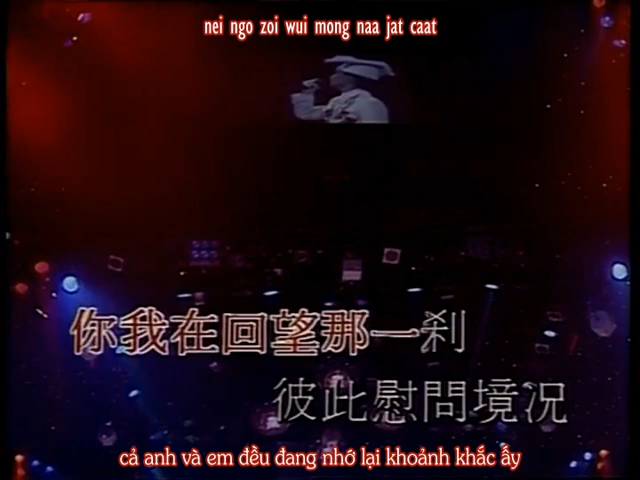 nei ngo zoi wui mong naa jat caat
你我在回望那一刹
彼此慰問境況
cả anh và em đều đang nhớ lại khoảnh khắc ấy